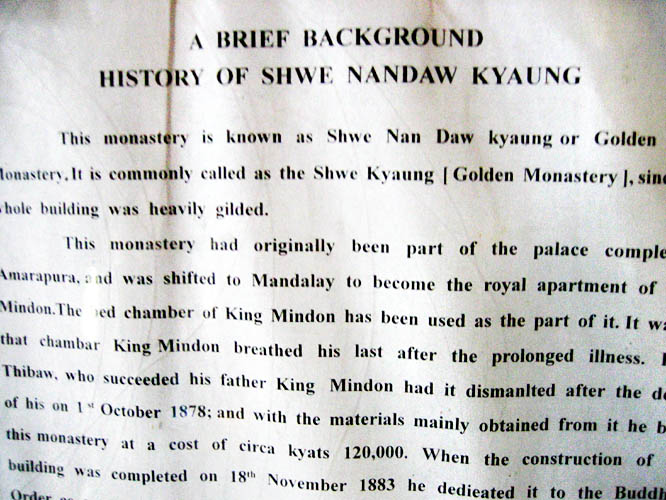 A BRIEF BACKGROUND
HISTORY OF SHWE NANDAW KYAUNG
This monastery is known as Shwe Nan Daw kyaung or Golden
Monastery. It is commonly called as the Shwe Kyaung [ Golden Monastery ], sinc
whole building was heavily gilded.
This monastery had originally been part of the palace comple
Amarapura, and was shifted to Mandalay to become the royal apartment of
Mindon. The bed chamber of King Mindon has been used as the part of it. It wa
that chambar King Mindon breathed his last after the prolonged illness.
Thibaw, who succeeded his father King Mindon had it dismanlted after the de
of his on 1st October 1878; and with the materials mainly obtained from it he b
this monastery at a cost of circa kyats 120,000. When the construction of
building was completed on 18th November 1883 he dedicated it to the Buddh
Order